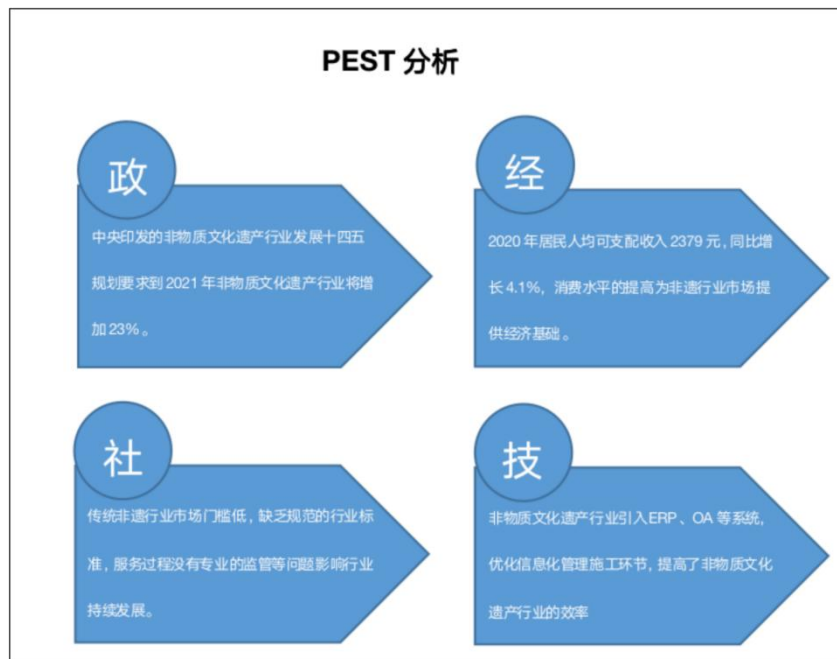 PEST 分析
政
中央印发的非物质文化遗产行业发展十四五
规划要求到 2021 年非物质文化遗产行业将增
加 23% 。
经
2020 年居民人均可支配收入 2379 元，同比增
长 4.1%，消费水平的提高为非遗行业市场提
供经济基础 。
社
传统非遗行业市场门槛低，缺乏规范的行业标
准，服务过程没有专业的监管等问题影响行业
持续发展。
技
非物质文化遗产行业引入 ERP、OA 等系统，
优化信息化管理施工环节，提高了非物质文化
遗产行业的效率